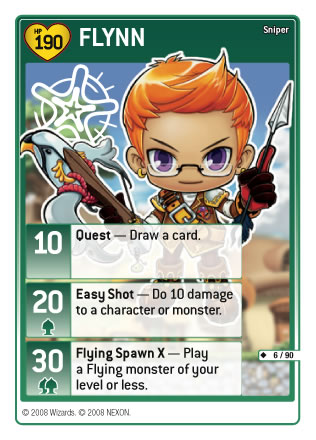 HP
190
FLYNN
Sniper
10
Quest — Draw a card.
20
Easy Shot — Do 10 damage
to a character or monster.
30
Flying Spawn X — Play
a Flying monster of your
level or less.
6 / 90
© 2008 Wizards. © 2008 NEXON.